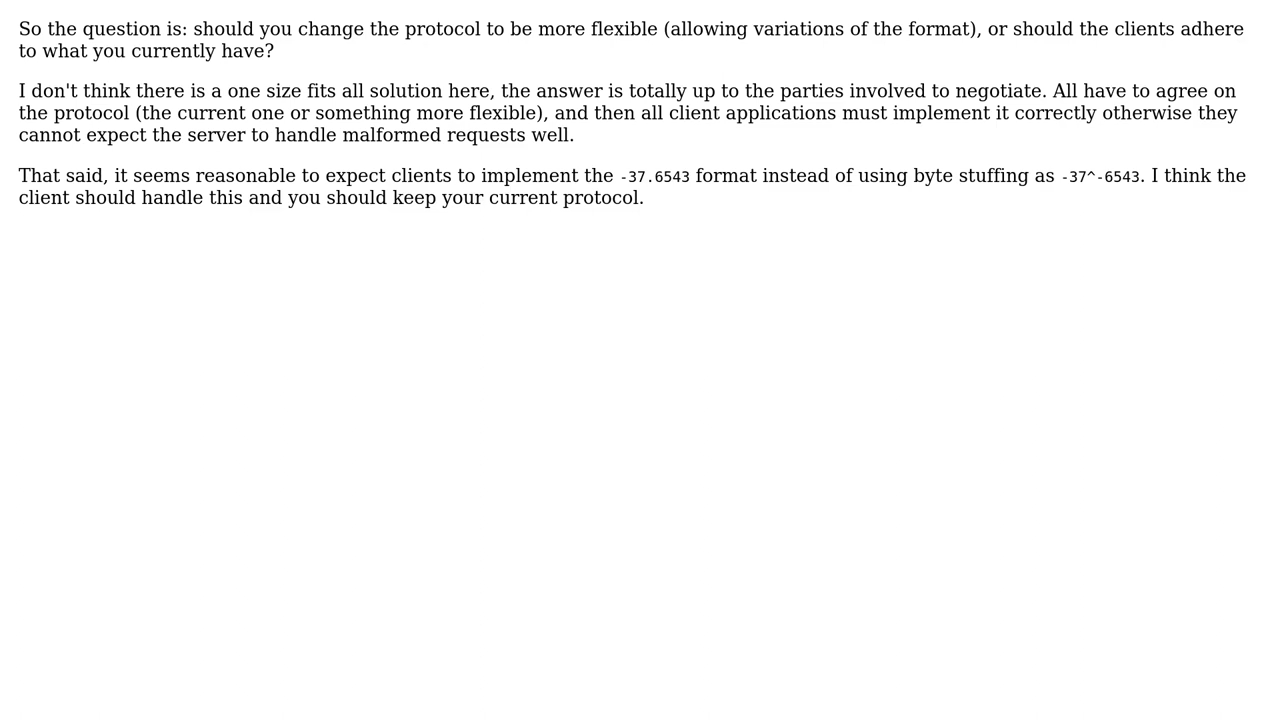 So the question is: should you change the protocol to be more flexible (allowing variations of the format), or should the clients adhere
to what you currently have?
I don't think there is a one size fits all solution here, the answer is totally up to the parties involved to negotiate. All have to agree on
the protocol (the current one or something more flexible), and then all client applications must implement it correctly otherwise they
cannot expect the server to handle malformed requests well.
That said, it seems reasonable to expect clients to implement the -37.6543 format instead of using byte stuffing as -37^-6543. I think the
client should handle this and you should keep your current protocol.